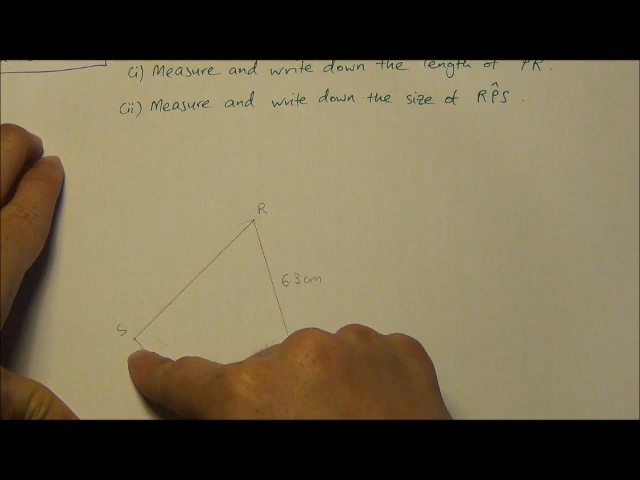 (i) Measure and write down the length of PR.
(ii) Measure and write down the size of RP̂S.
R
6.3cm
S